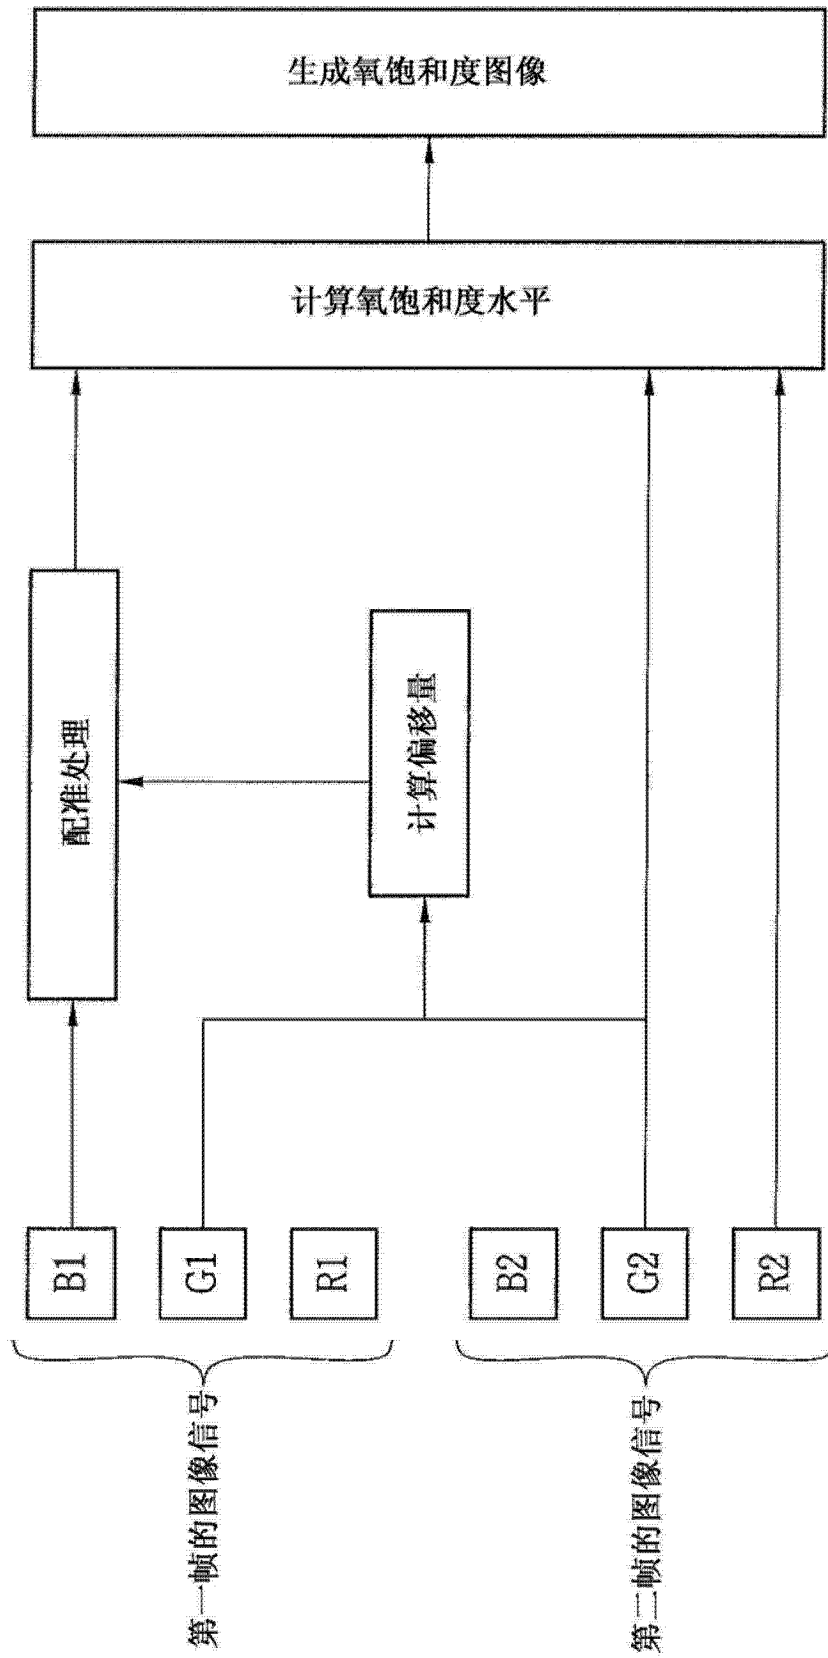 生成氧饱和度图像
计算氧饱和度水平
配准处理
计算偏移量
B1
G1
R1
B2
G2
R2
第一帧的图像信号
第二帧的图像信号